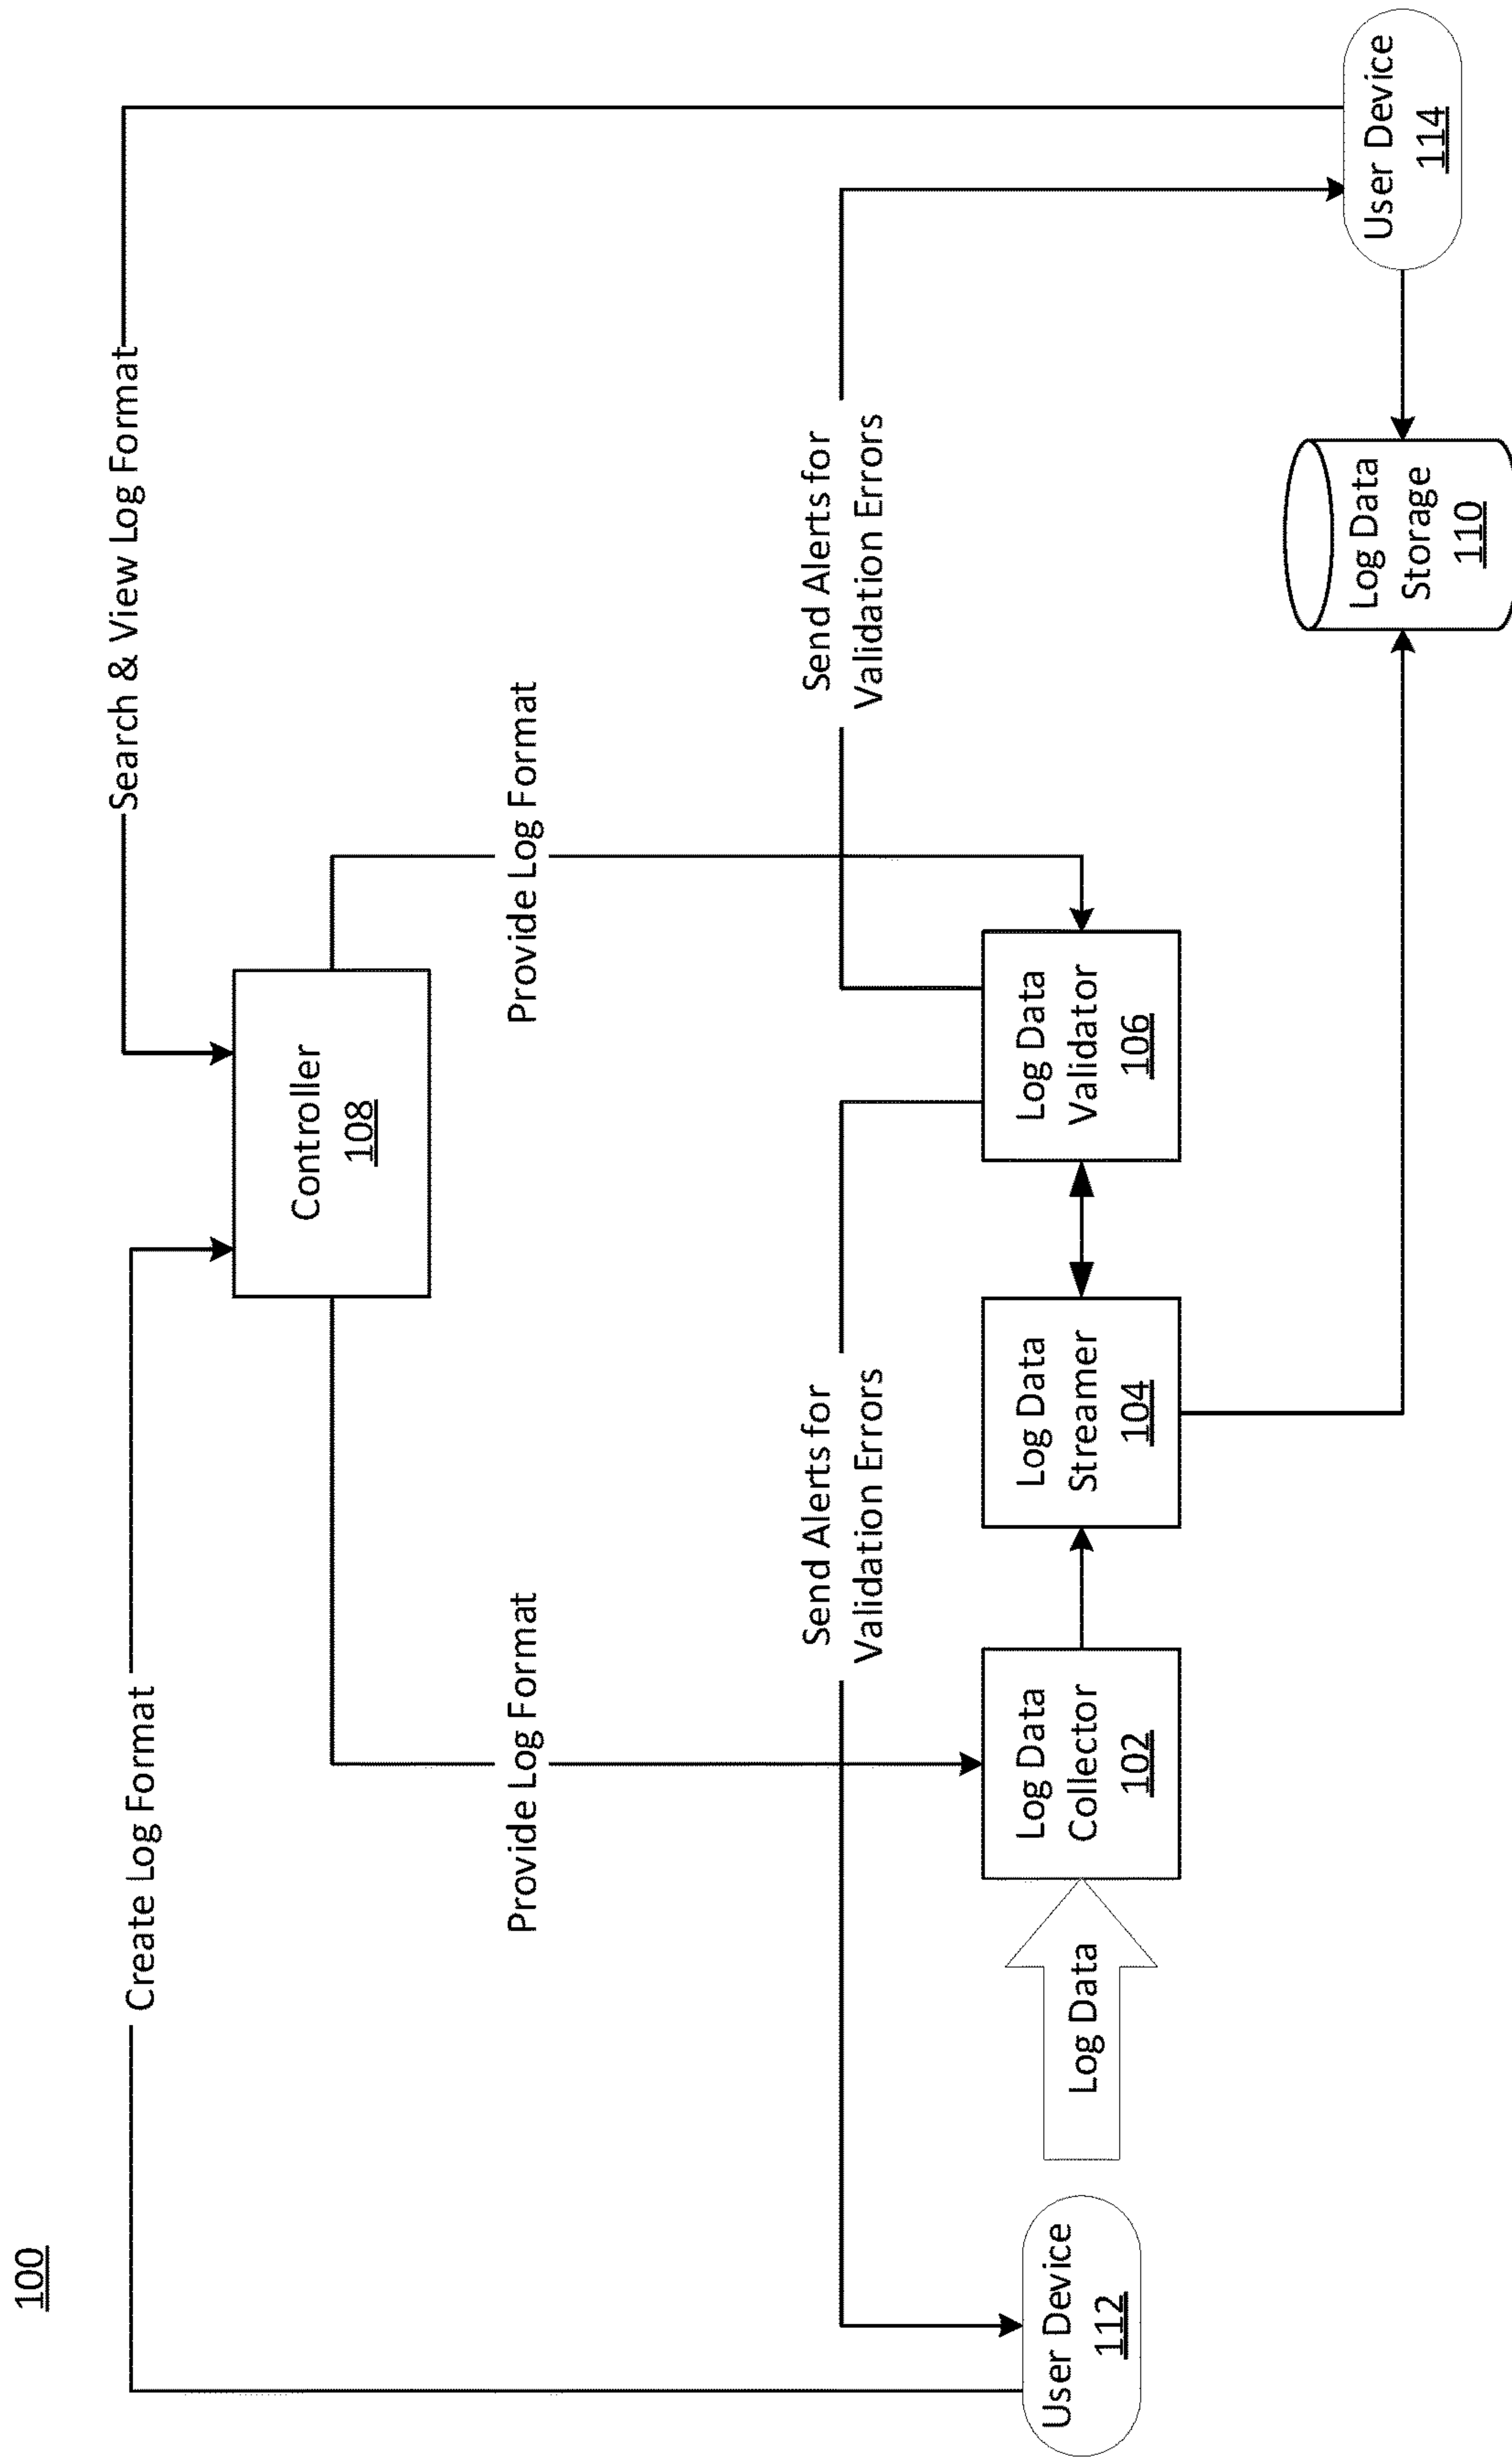 100
Create Log Format
Search & View Log Format
Controller
108
Provide Log Format
Provide Log Format
Send Alerts for
Validation Errors
Send Alerts for
Validation Errors
User Device
112
Log Data
Log Data
Collector
102
Log Data
Streamer
104
Log Data
Validator
106
Log Data
Storage
110
User Device
114